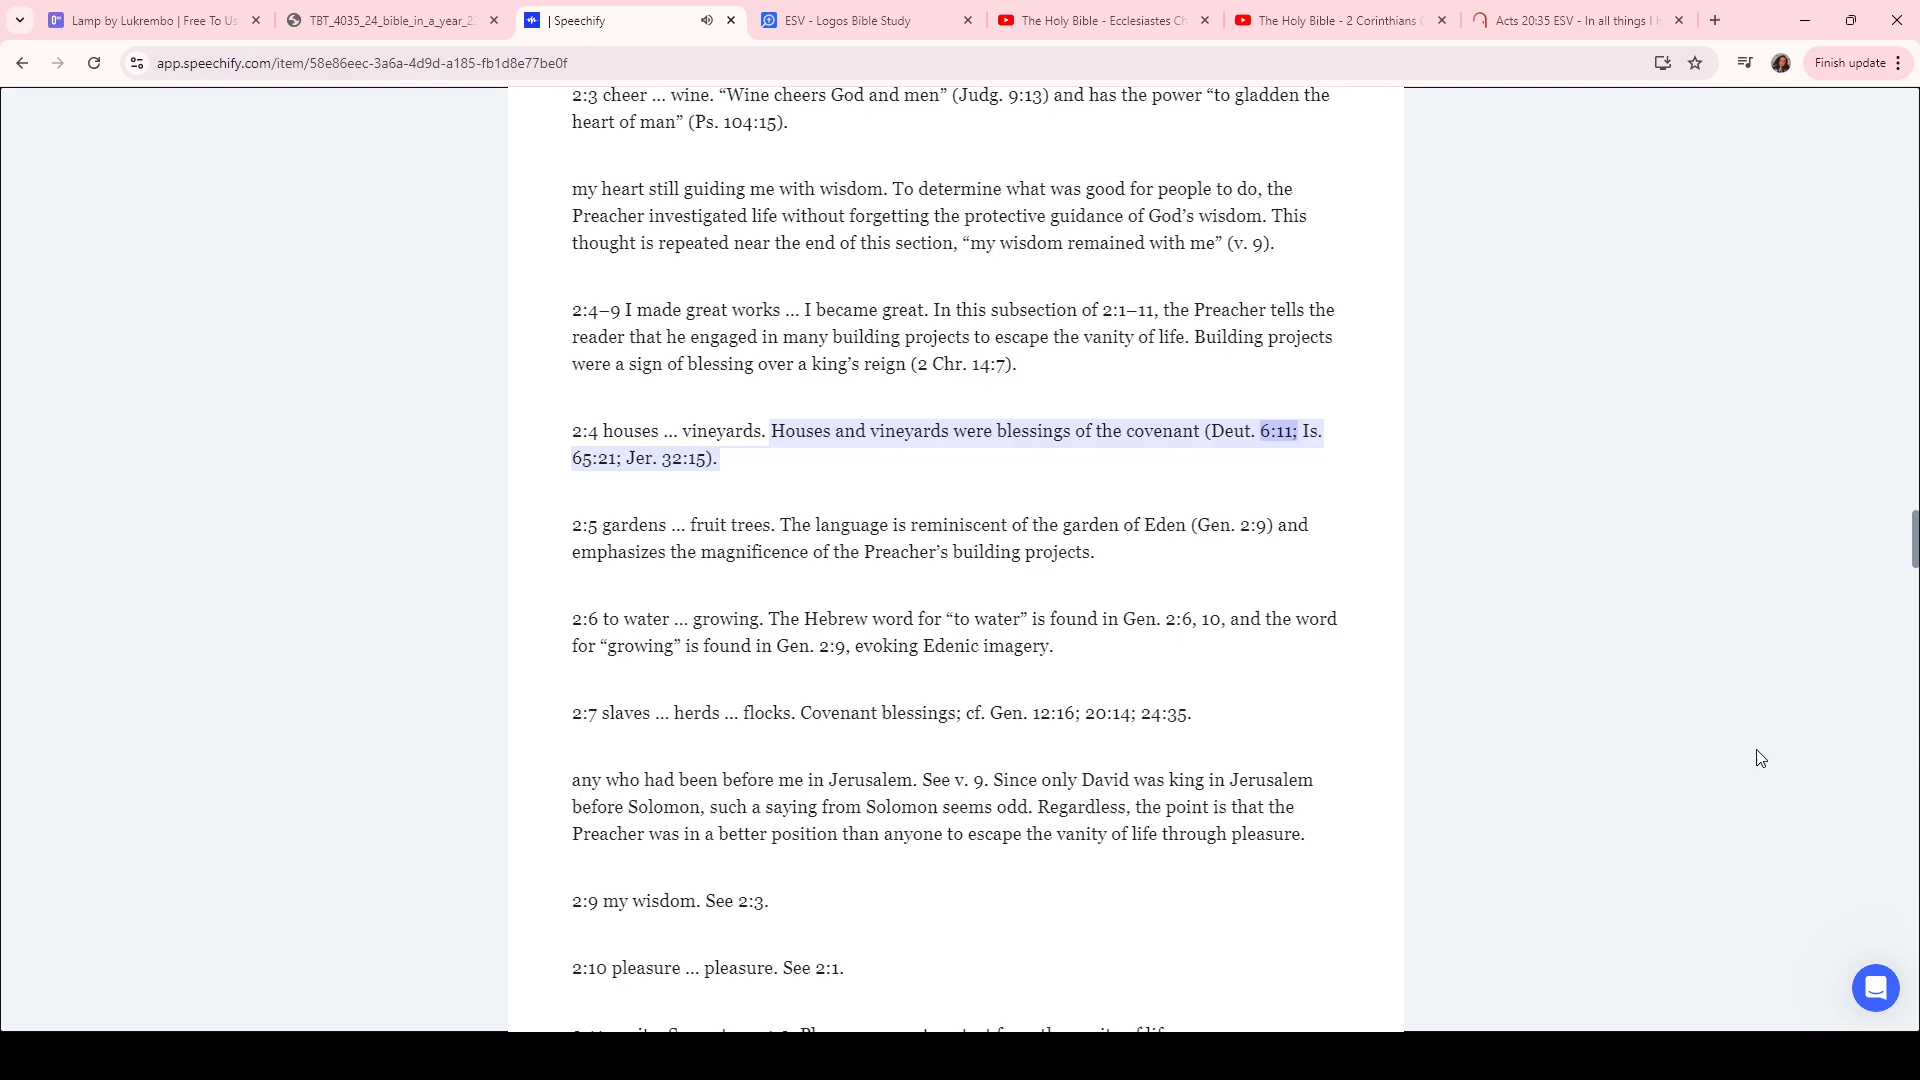 Lamp by Lukrembo | Free To Us
TBT_4035_24_bible_in_a_year_2
| Speechify
ESV - Logos Bible Study
The Holy Bible - Ecclesiastes Ch
The Holy Bible - 2 Corinthians C
Acts 20:35 ESV - In all things I h
app.speechify.com/item/58e86eec-3a6a-4d9d-a185-fb1d8e77be0f
Finish update
2:3 cheer ... wine. “Wine cheers God and men” (Judg. 9:13) and has the power “to gladden the
heart of man” (Ps. 104:15).
my heart still guiding me with wisdom. To determine what was good for people to do, the
Preacher investigated life without forgetting the protective guidance of God’s wisdom. This
thought is repeated near the end of this section, “my wisdom remained with me” (v. 9).
2:4–9 I made great works ... I became great. In this subsection of 2:1–11, the Preacher tells the
reader that he engaged in many building projects to escape the vanity of life. Building projects
were a sign of blessing over a king’s reign (2 Chr. 14:7).
2:4 houses ... vineyards. Houses and vineyards were blessings of the covenant (Deut. 6:11; Is.
65:21; Jer. 32:15).
2:5 gardens ... fruit trees. The language is reminiscent of the garden of Eden (Gen. 2:9) and
emphasizes the magnificence of the Preacher’s building projects.
2:6 to water ... growing. The Hebrew word for “to water” is found in Gen. 2:6, 10, and the word
for “growing” is found in Gen. 2:9, evoking Edenic imagery.
2:7 slaves ... herds ... flocks. Covenant blessings; cf. Gen. 12:16; 20:14; 24:35.
any who had been before me in Jerusalem. See v. 9. Since only David was king in Jerusalem
before Solomon, such a saying from Solomon seems odd. Regardless, the point is that the
Preacher was in a better position than anyone to escape the vanity of life through pleasure.
2:9 my wisdom. See 2:3.
2:10 pleasure ... pleasure. See 2:1.